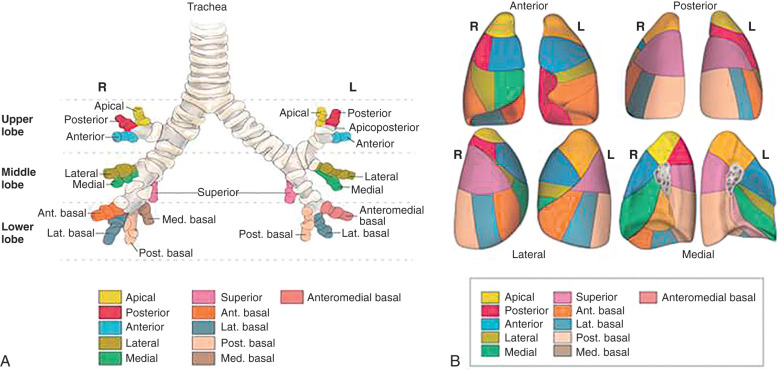 Trachea
R
L
Upper lobe
Apical
Posterior
Anterior
Apical
Posterior
Apicoposterior
Anterior
Middle lobe
Lateral
Medial
Superior
Lateral
Medial
Lower lobe
Ant. basal
Lat. basal
Med. basal
Post. basal
Anteromedial basal
Post. basal
Lat. basal
Apical
Posterior
Anterior
Lateral
Medial
Superior
Ant. basal
Lat. basal
Post. basal
Med. basal
Anteromedial basal
A
Anterior
Posterior
R
L
R
L
R
L
R
L
Lateral
Medial
Apical
Posterior
Anterior
Lateral
Medial
Superior
Ant. basal
Lat. basal
Post. basal
Med. basal
Anteromedial basal
B